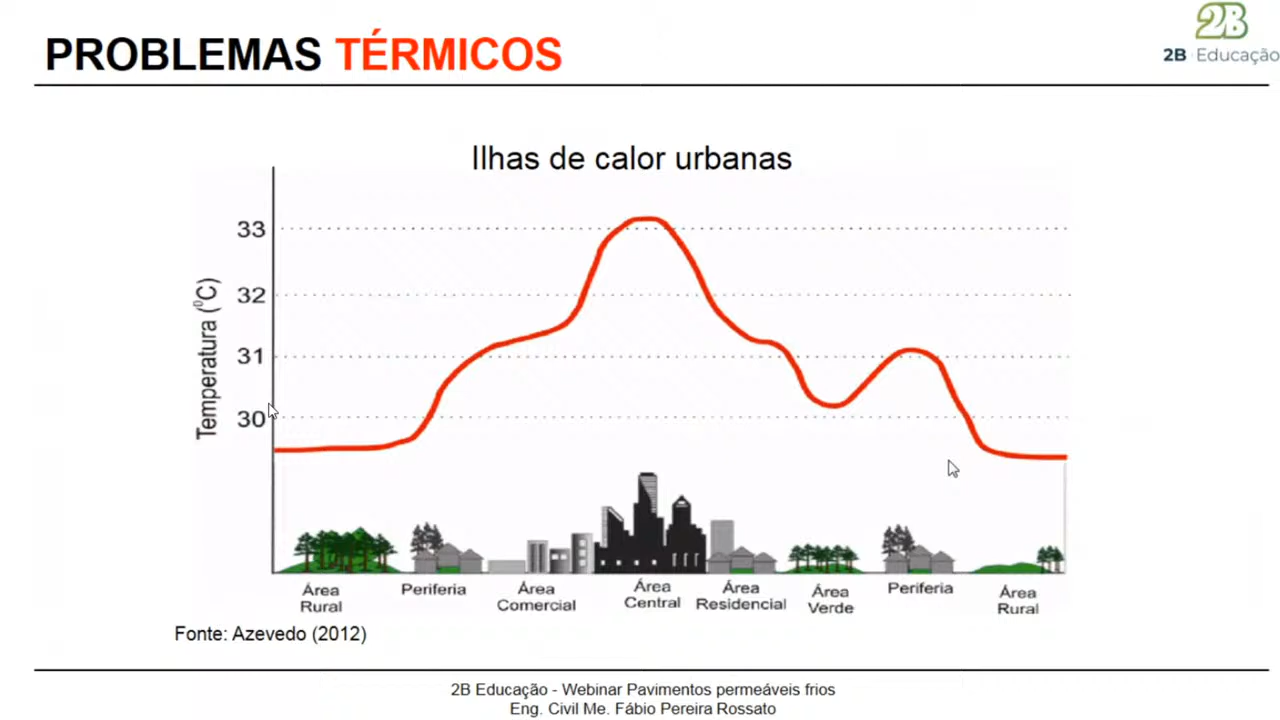 2B
2B Educação
PROBLEMAS TÉRMICOS
Ilhas de calor urbanas
Temperatura (⁰C)
33
32
31
30
Área
Rural
Periferia
Área
Comercial
Área
Central
Área
Residencial
Área
Verde
Periferia
Área
Rural
Fonte: Azevedo (2012)
2B Educação - Webinar Pavimentos permeáveis frios
Eng. Civil Me. Fábio Pereira Rossato